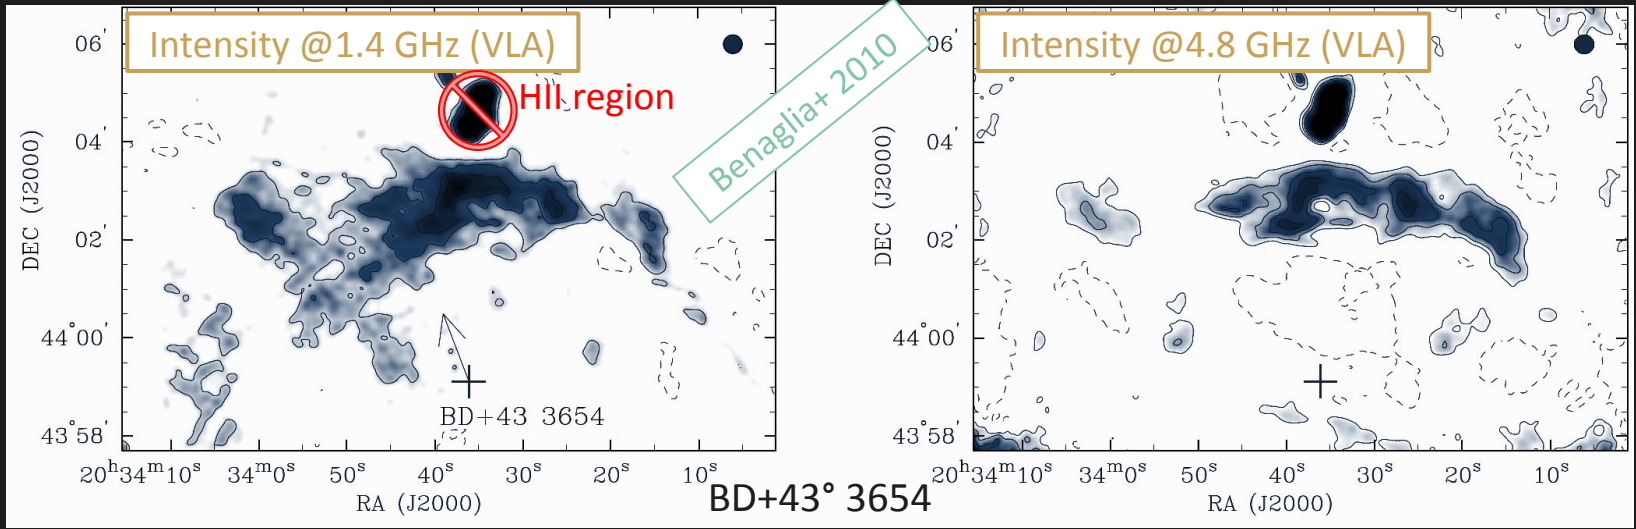 Intensity @1.4 GHz (VLA)
HII region
Benaglia+ 2010
Intensity @4.8 GHz (VLA)
06′
04′
02′
44°00′
43°58′
DEC (J2000)
BD+43 3654
20ʰ34ᵐ10ˢ
34ᵐ0ˢ
50ˢ
40ˢ
30ˢ
20ˢ
10ˢ
RA (J2000)
06′
04′
02′
44°00′
43°58′
DEC (J2000)
20ʰ34ᵐ10ˢ
34ᵐ0ˢ
50ˢ
40ˢ
30ˢ
20ˢ
10ˢ
RA (J2000)
BD+43° 3654